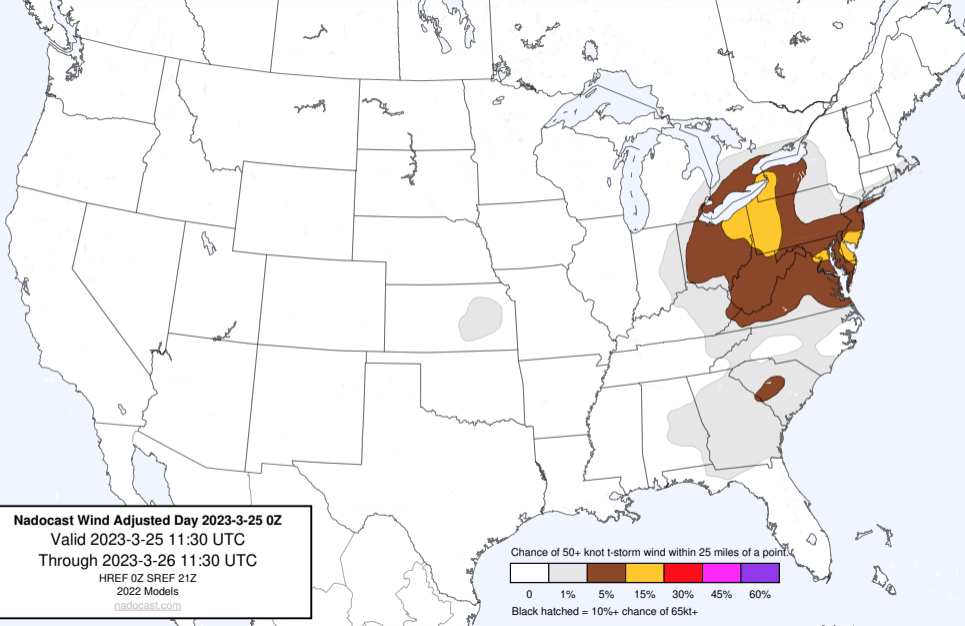 Nadocast Wind Adjusted Day 2023-3-25 0Z
Valid 2023-3-25 11:30 UTC
Through 2023-3-26 11:30 UTC
HREF 0Z SREF 21Z
2022 Models
nadocast.com
Chance of 50+ knot t-storm wind within 25 miles of a point.
0 1% 5% 15% 30% 45% 60%
Black hatched = 10%+ chance of 65kt+